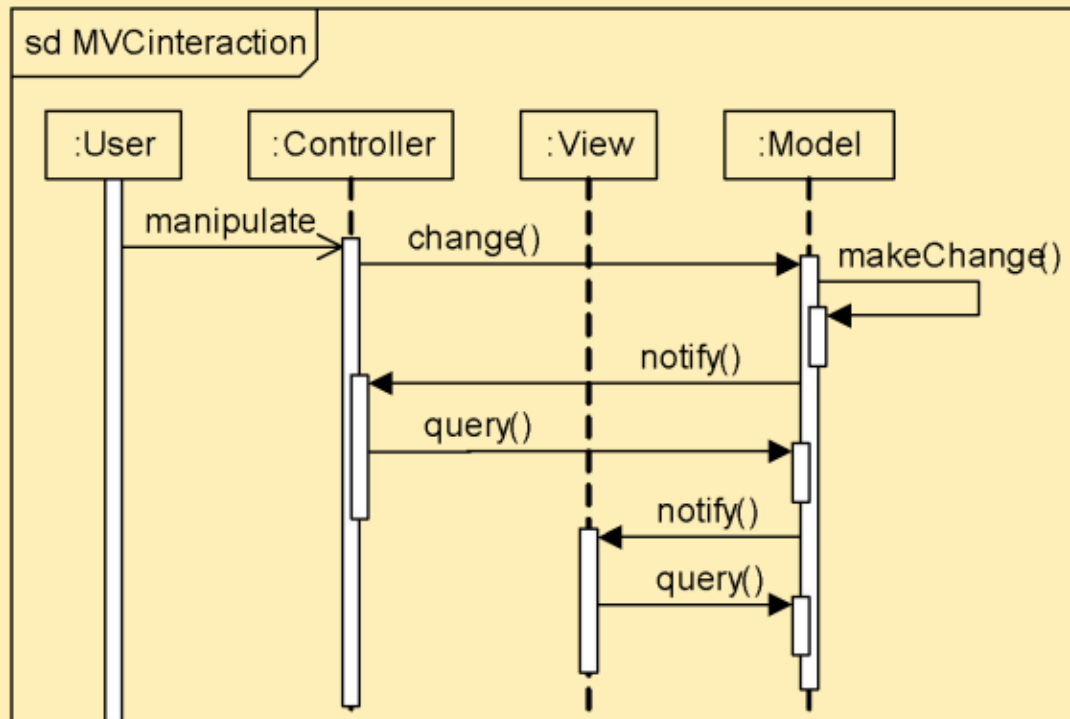 sd MVCinteraction
:User
:Controller
:View
:Model
manipulate
change()
makeChange()
notify()
query()
notify()
query()